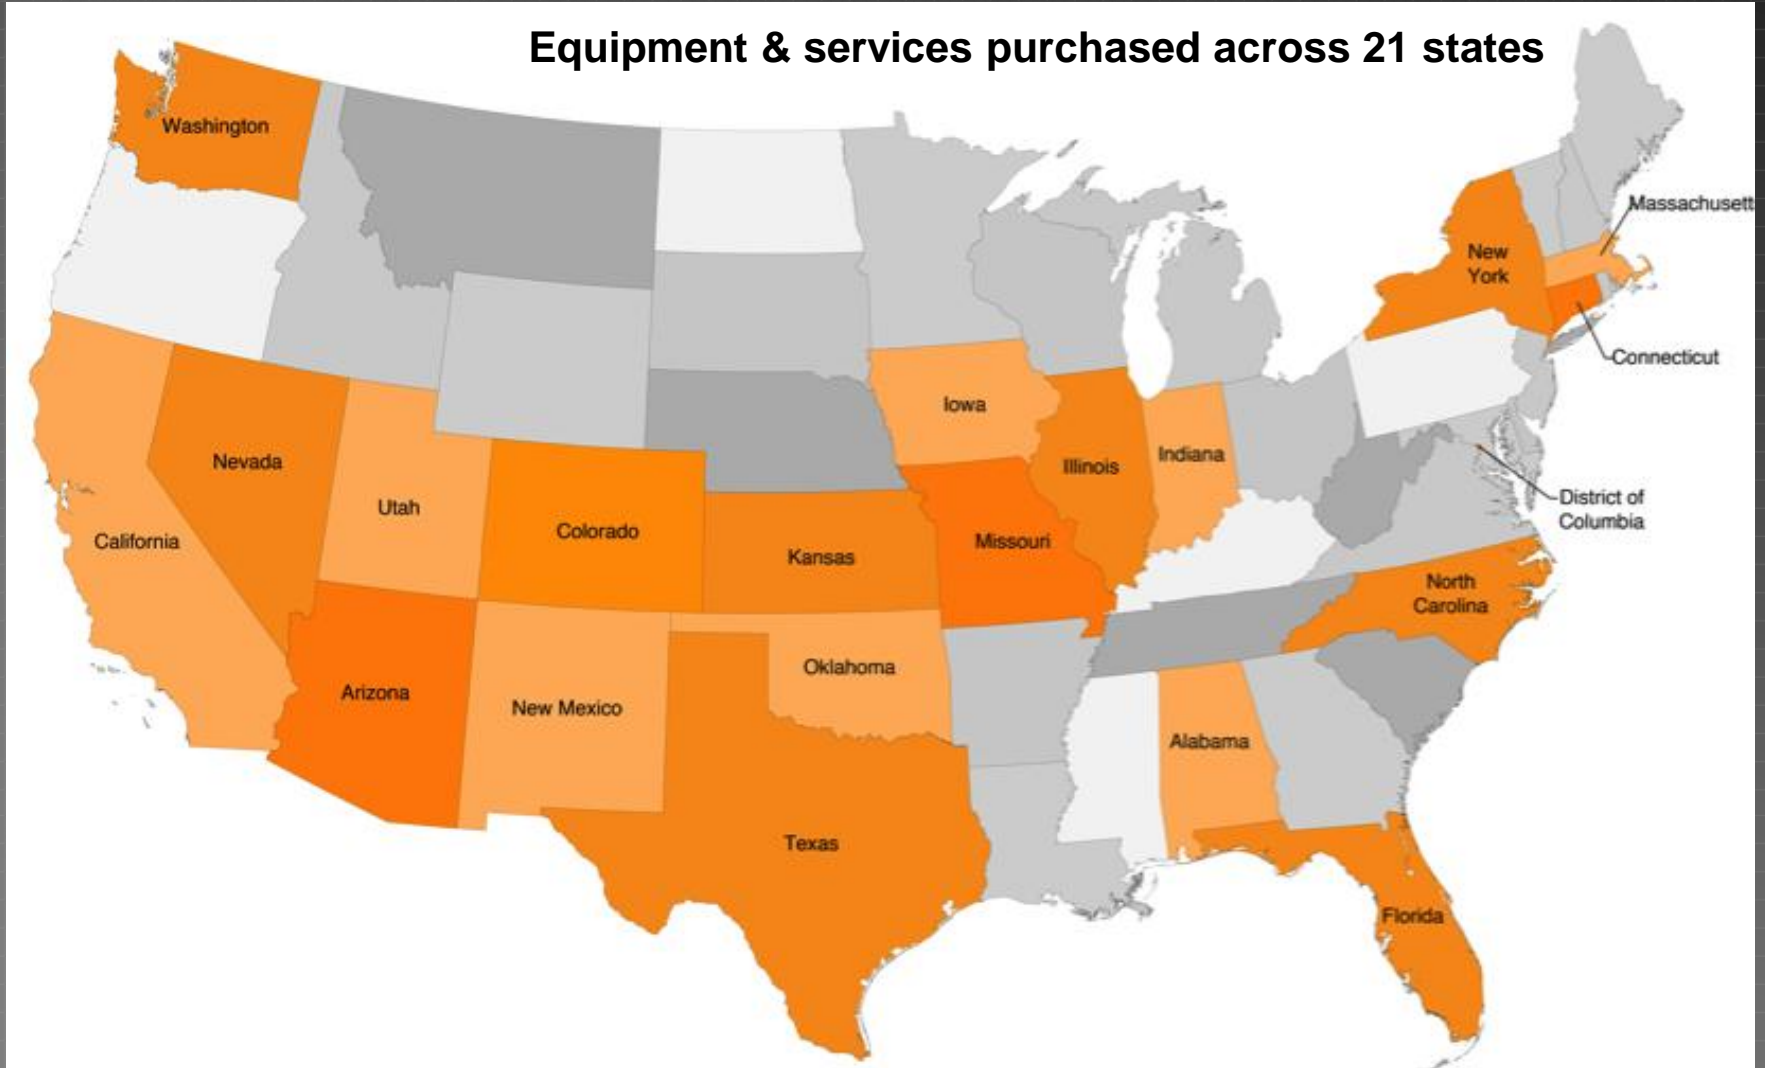 Equipment & services purchased across 21 states
Washington
Massachusett
New
York
Connecticut
Iowa
Nevada
Illinois
Indiana
Utah
District of
Columbia
Colorado
California
Missouri
Kansas
North
Carolina
Oklahoma
Arizona
New Mexico
Alabama
Texas
Florida